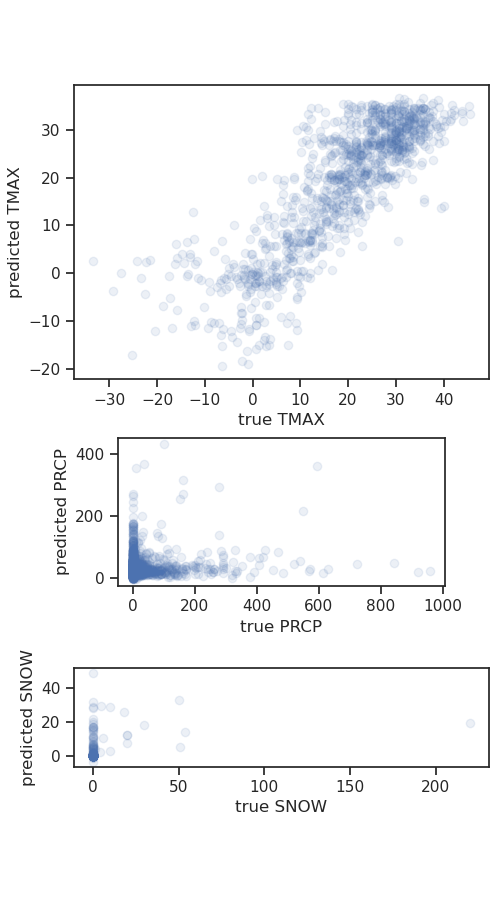 30
20
10
0
−10
−20
predicted TMAX
−30 −20 −10 0 10 20 30 40
true TMAX
400
200
0
predicted PRCP
0 200 400 600 800 1000
true PRCP
40
20
0
predicted SNOW
0 50 100 150 200
true SNOW